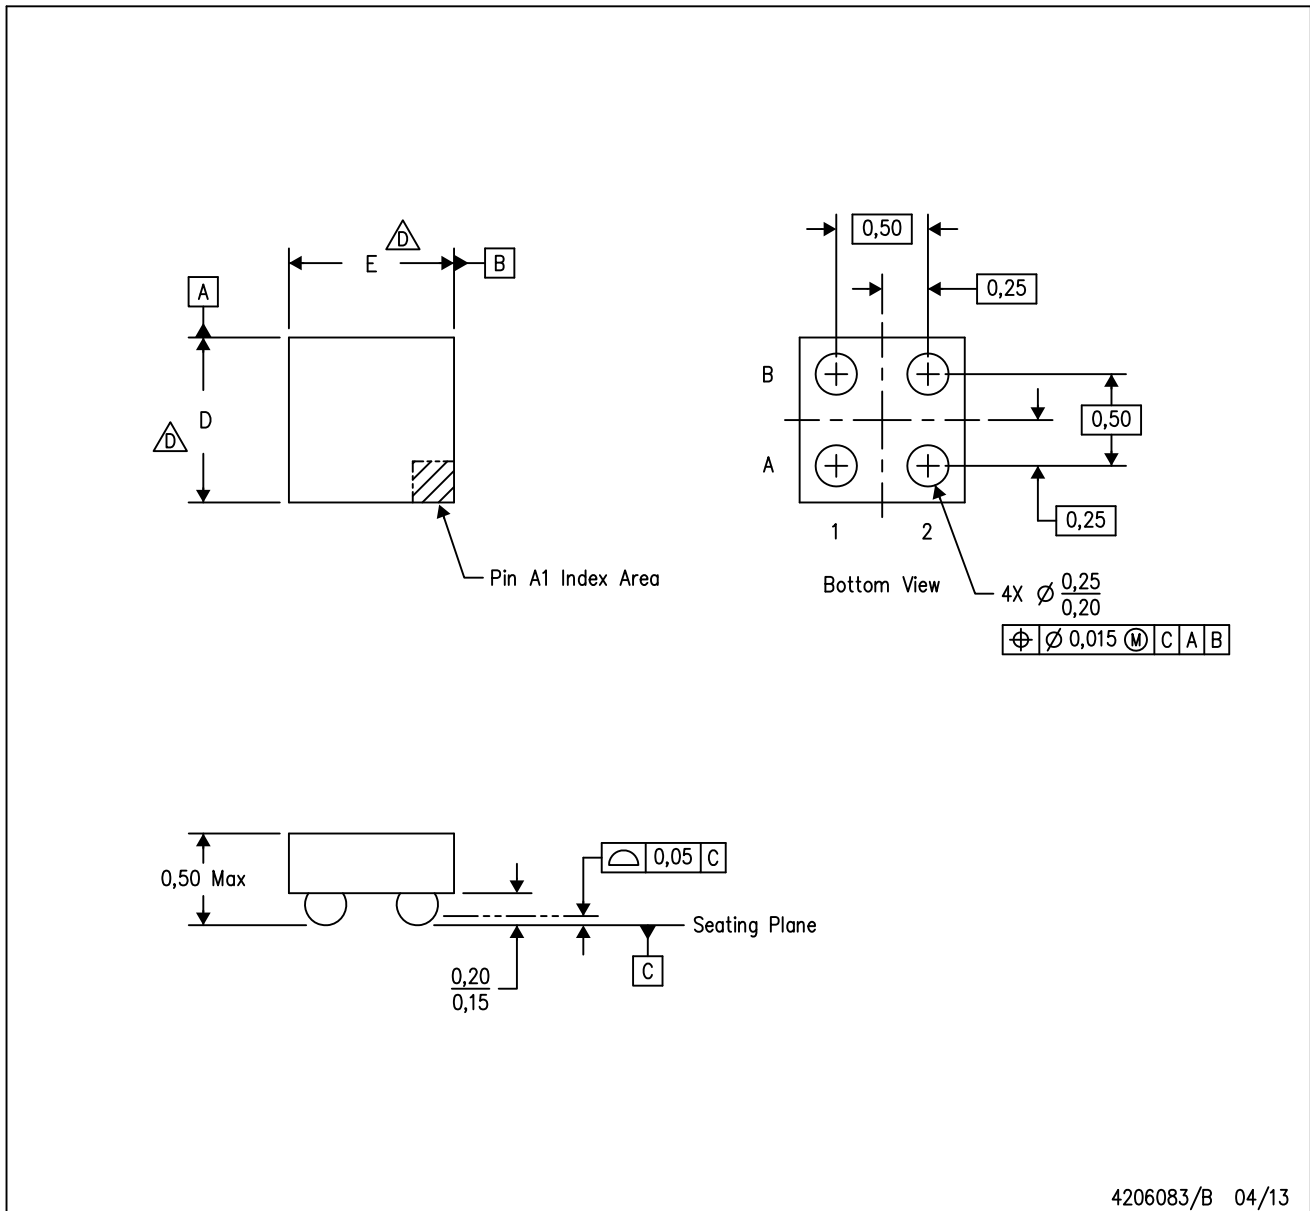 0,50
D
E
B
A
0,25
D
D
B
0,50
A
0,25
1 2
Pin A1 Index Area
Bottom View
4X Ø 0,25
0,20
⌖ Ø 0,015 Ⓜ C A B
0,05 C
0,50 Max
Seating Plane
C
0,20
0,15
4206083/B 04/13